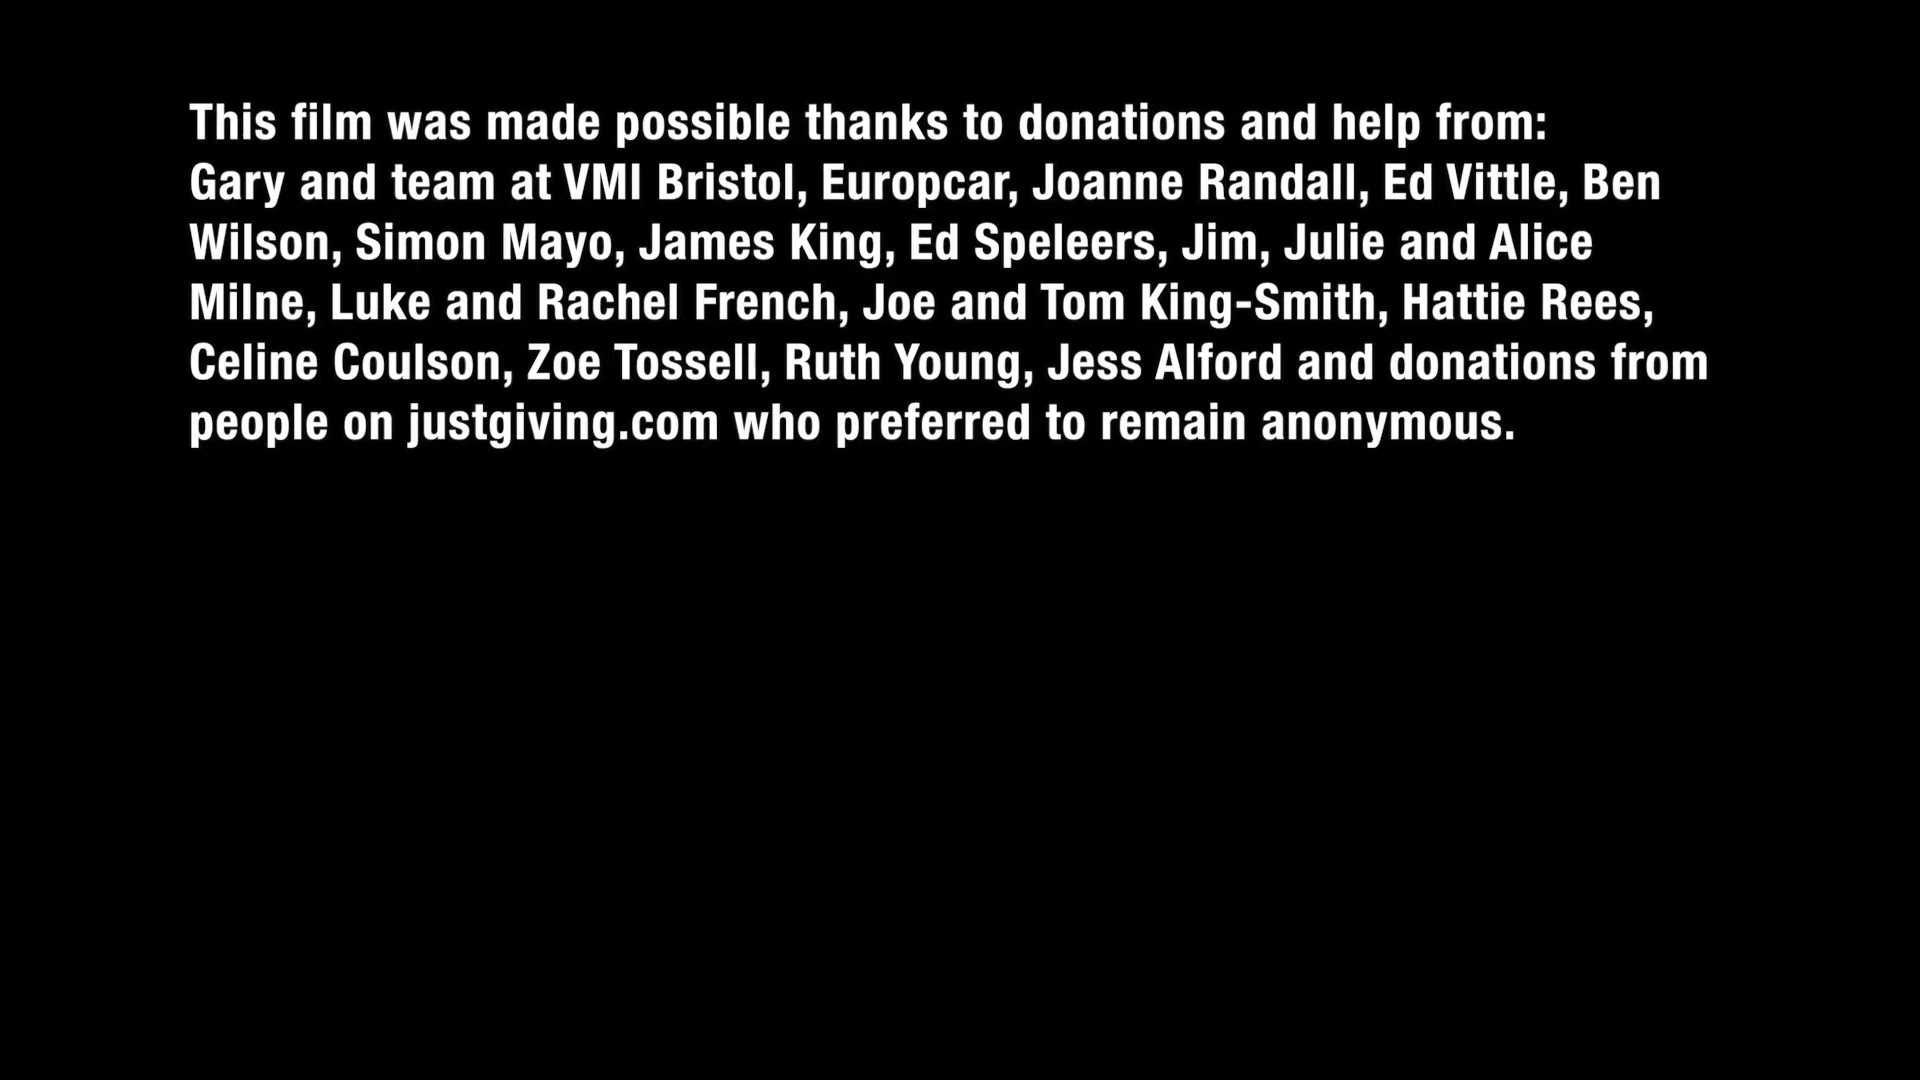 This film was made possible thanks to donations and help from:
Gary and team at VMI Bristol, Europcar, Joanne Randall, Ed Vittle, Ben
Wilson, Simon Mayo, James King, Ed Speleers, Jim, Julie and Alice
Milne, Luke and Rachel French, Joe and Tom King-Smith, Hattie Rees,
Celine Coulson, Zoe Tossell, Ruth Young, Jess Alford and donations from
people on justgiving.com who preferred to remain anonymous.